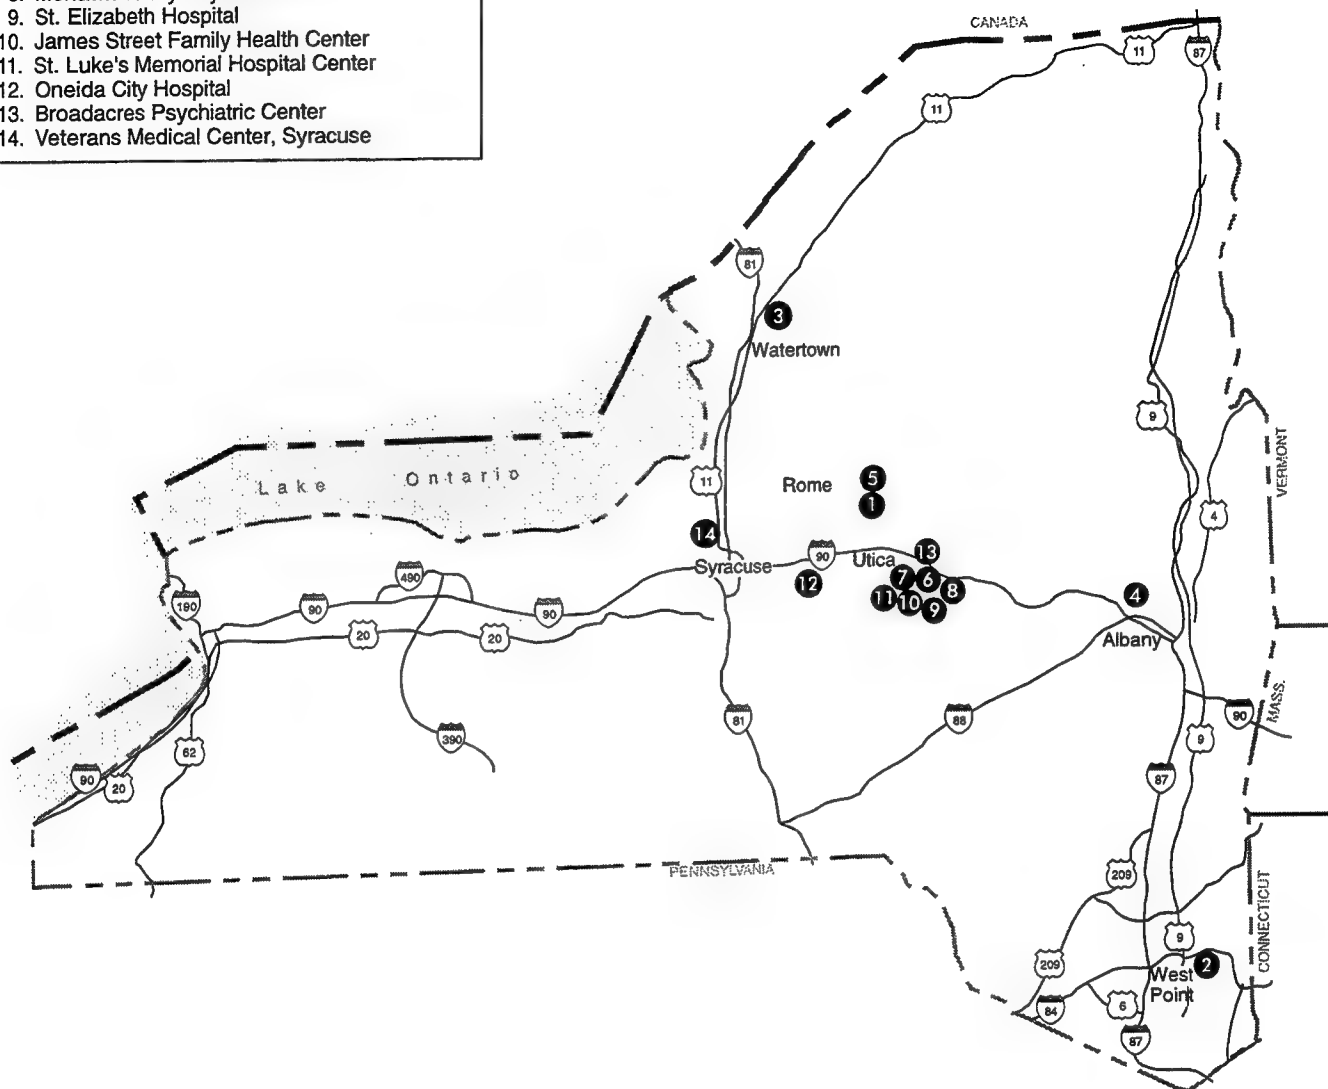 9. St. Elizabeth Hospital
10. James Street Family Health Center
11. St. Luke's Memorial Hospital Center
12. Oneida City Hospital
13. Broadacres Psychiatric Center
14. Veterans Medical Center, Syracuse
CANADA
11
87
11
81
3
Watertown
9
VERMONT
Lake Ontario
11
Rome
5
1
4
14
Syracuse
90
Utica
13
12
7
6
8
11
10
9
490
190
90
90
20
20
4
Albany
MASS.
81
88
90
9
390
62
90
20
87
PENNSYLVANIA
209
CONNECTICUT
9
209
West
Point
2
84
6
87